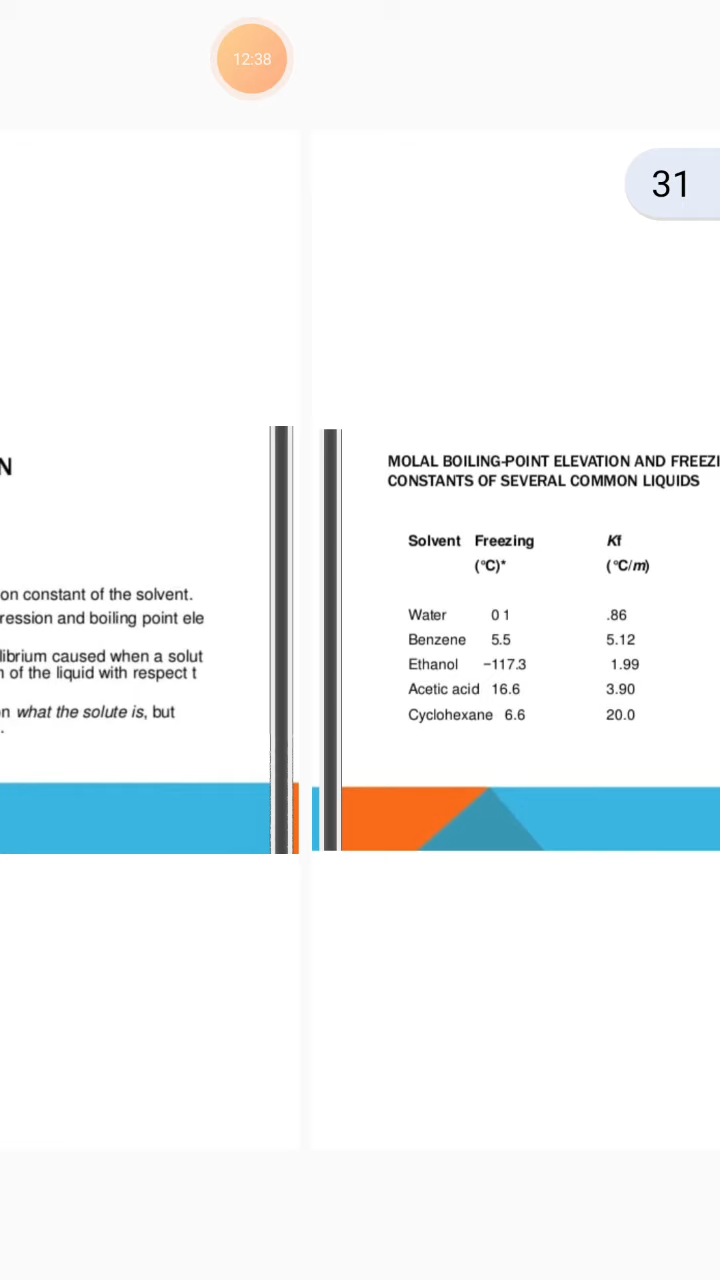 12:38
31
N
on constant of the solvent.
ression and boiling point ele
librium caused when a solut
n of the liquid with respect t
n what the solute is, but
.
MOLAL BOILING-POINT ELEVATION AND FREEZI
CONSTANTS OF SEVERAL COMMON LIQUIDS
Solvent Freezing Kf
(°C)* (°C/m)
Water 0 1 .86
Benzene 5.5 5.12
Ethanol −117.3 1.99
Acetic acid 16.6 3.90
Cyclohexane 6.6 20.0